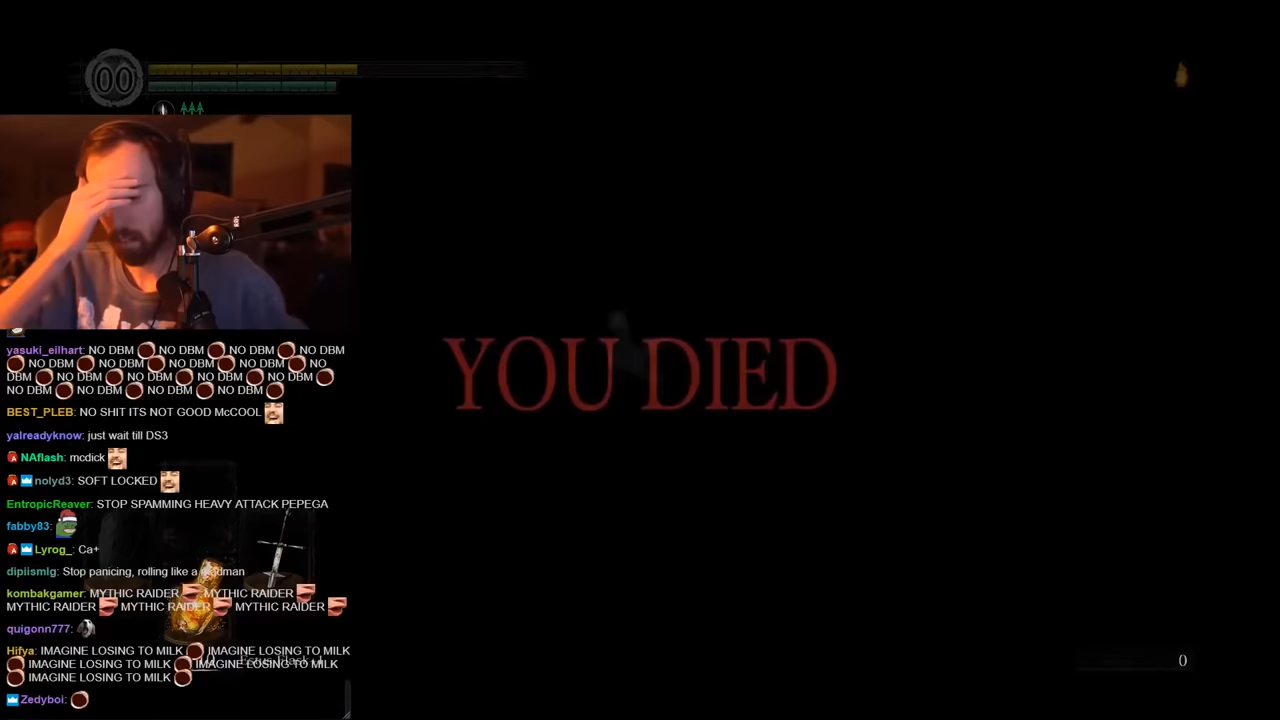 00
YOU DIED
yasuki_eilhart: NO DBM NO DBM NO DBM NO DBM
NO DBM NO DBM NO DBM NO DBM NO
DBM NO DBM NO DBM NO DBM
NO DBM NO DBM NO DBM NO DBM
BEST_PLEB: NO SHIT ITS NOT GOOD McCOOL
yalreadyknow: just wait till DS3
NAflash: mcdick
nolyd3: SOFT LOCKED
EntropicReaver: STOP SPAMMING HEAVY ATTACK PEPEGA
fabby83:
Lyrog_: Ca+
dipiismlg: Stop panicing, rolling like a madman
kombakgamer: MYTHIC RAIDER MYTHIC RAIDER
MYTHIC RAIDER MYTHIC RAIDER MYTHIC RAIDER
quigonn777:
Hifya: IMAGINE LOSING TO MILK IMAGINE LOSING TO MILK
IMAGINE LOSING TO MILK IMAGINE LOSING TO MILK
IMAGINE LOSING TO MILK
Zedyboi:
0